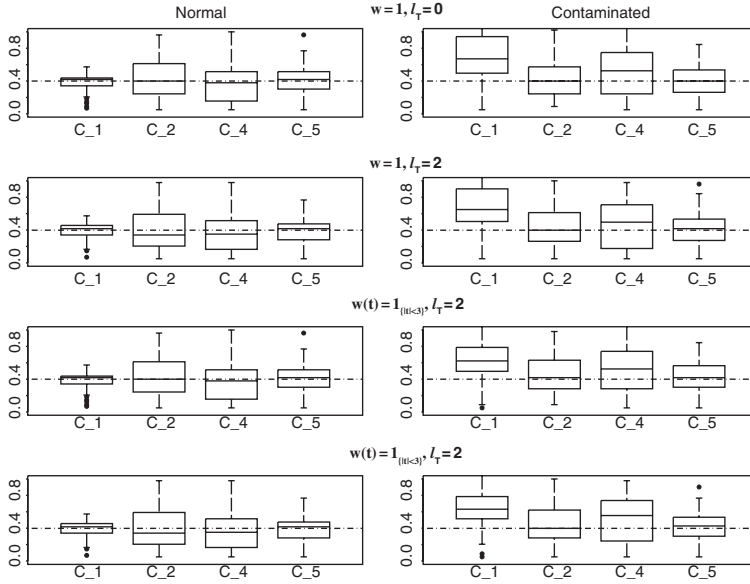 Normal
w = 1, l_T = 0
Contaminated
0.0 0.4 0.8
C_1 C_2 C_4 C_5
C_1 C_2 C_4 C_5
w = 1, l_T = 2
0.0 0.4 0.8
0.0 0.4 0.8
C_1 C_2 C_4 C_5
C_1 C_2 C_4 C_5
w(t) = 1_{|t|<3}, l_T = 2
0.0 0.4 0.8
0.0 0.4 0.8
C_1 C_2 C_4 C_5
C_1 C_2 C_4 C_5
w(t) = 1_{|t|<3}, l_T = 2
0.0 0.4 0.8
0.0 0.4 0.8
C_1 C_2 C_4 C_5
C_1 C_2 C_4 C_5
0.0 0.4 0.8